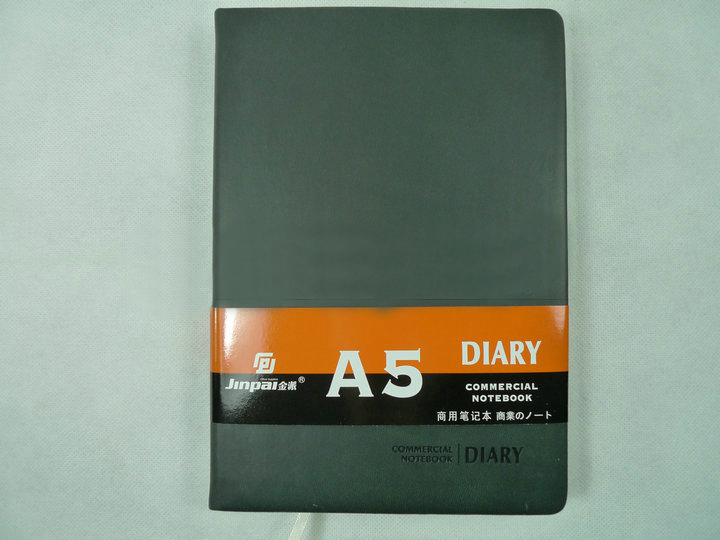 Jinpai金派®
A5
DIARY
COMMERCIAL
NOTEBOOK
商用笔记本 商業のノート
COMMERCIAL
NOTEBOOK
DIARY